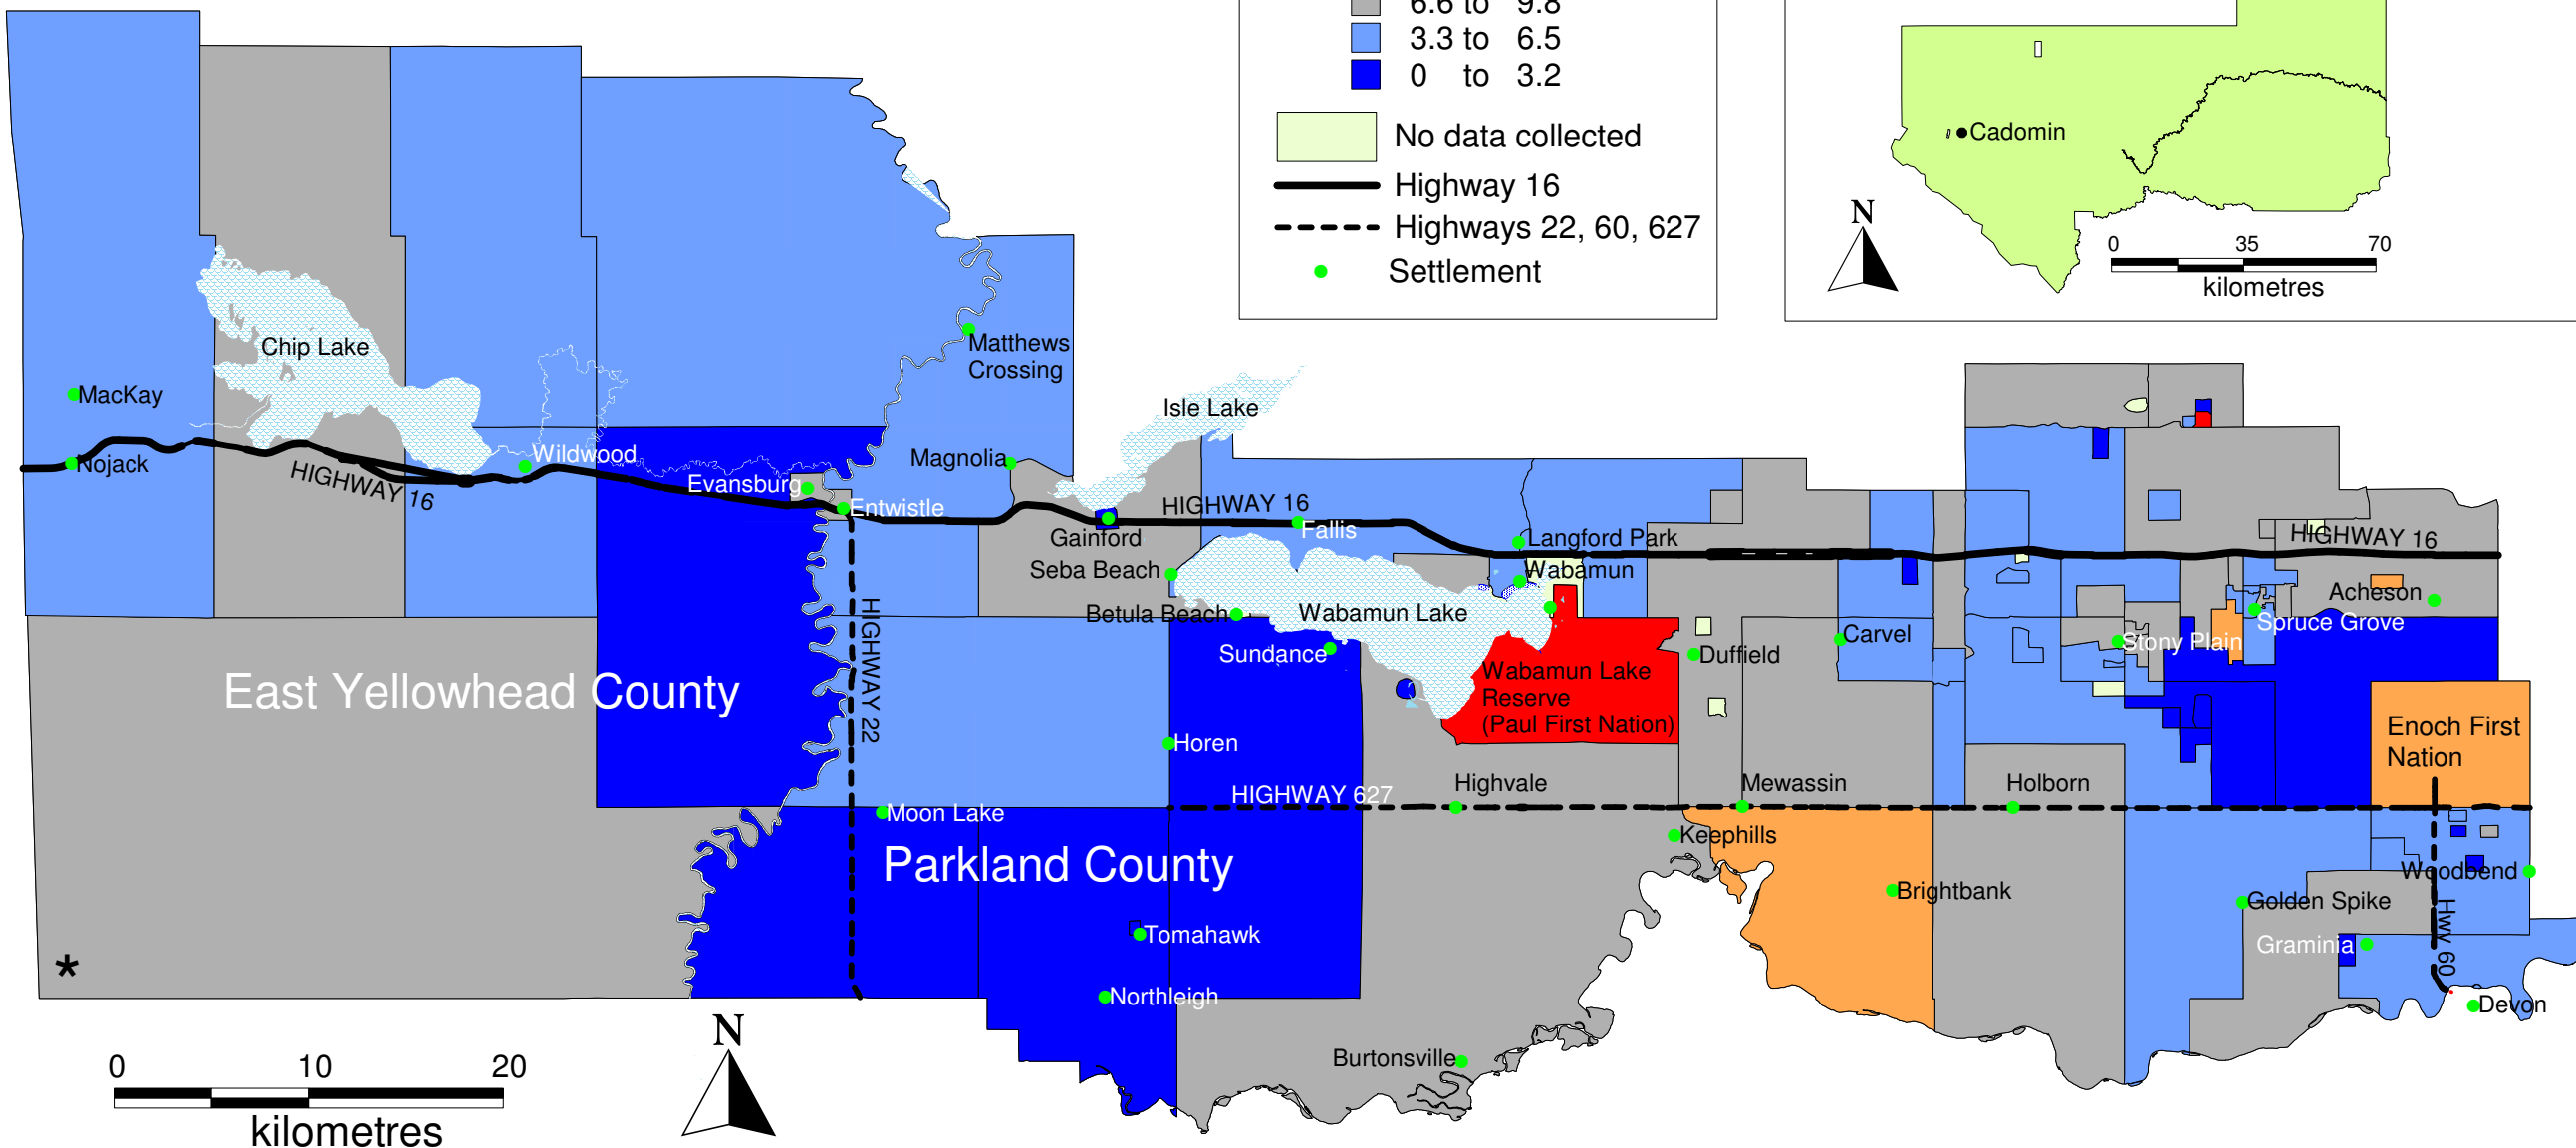 6.6 to 9.8
3.3 to 6.5
0 to 3.2
No data collected
Highway 16
Highways 22, 60, 627
Settlement
Cadomin
N
0 35 70
kilometres
Chip Lake
Matthews
Crossing
MacKay
Isle Lake
Nojack
HIGHWAY 16
Wildwood
Magnolia
Evansburg
Entwistle
HIGHWAY 16
Gainford
Fallis
Langford Park
HIGHWAY 16
Seba Beach
Wabamun
Acheson
Betula Beach
Wabamun Lake
Spruce Grove
Carvel
Stony Plain
Sundance
Duffield
Wabamun Lake
Reserve
(Paul First Nation)
East Yellowhead County
HIGHWAY 22
Horen
Enoch First
Nation
HIGHWAY 627
Highvale
Mewassin
Holborn
Moon Lake
Keephills
Parkland County
Brightbank
Woodbend
Golden Spike
Tomahawk
Graminia
Hwy 60
*
Northleigh
Devon
Burtonsville
N
0 10 20
kilometres